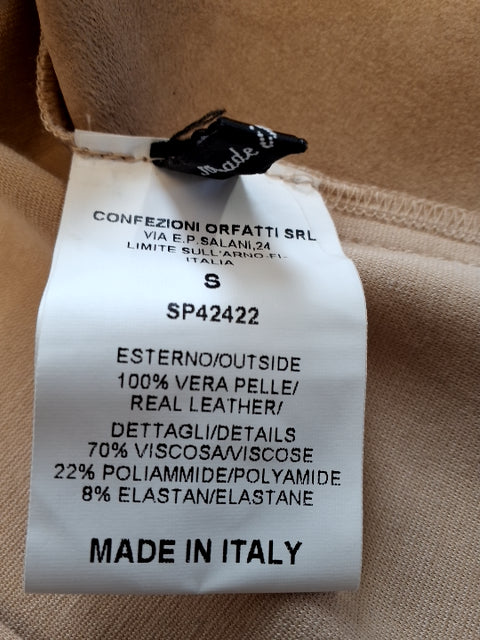 Made
CONFEZIONI ORFATTI SRL
VIA E.P.SALANI,24
LIMITE SULL'ARNO-FI-
ITALIA
S
SP42422
ESTERNO/OUTSIDE
100% VERA PELLE/
REAL LEATHER/
DETTAGLI/DETAILS
70% VISCOSA/VISCOSE
22% POLIAMMIDE/POLYAMIDE
8% ELASTAN/ELASTANE
MADE IN ITALY